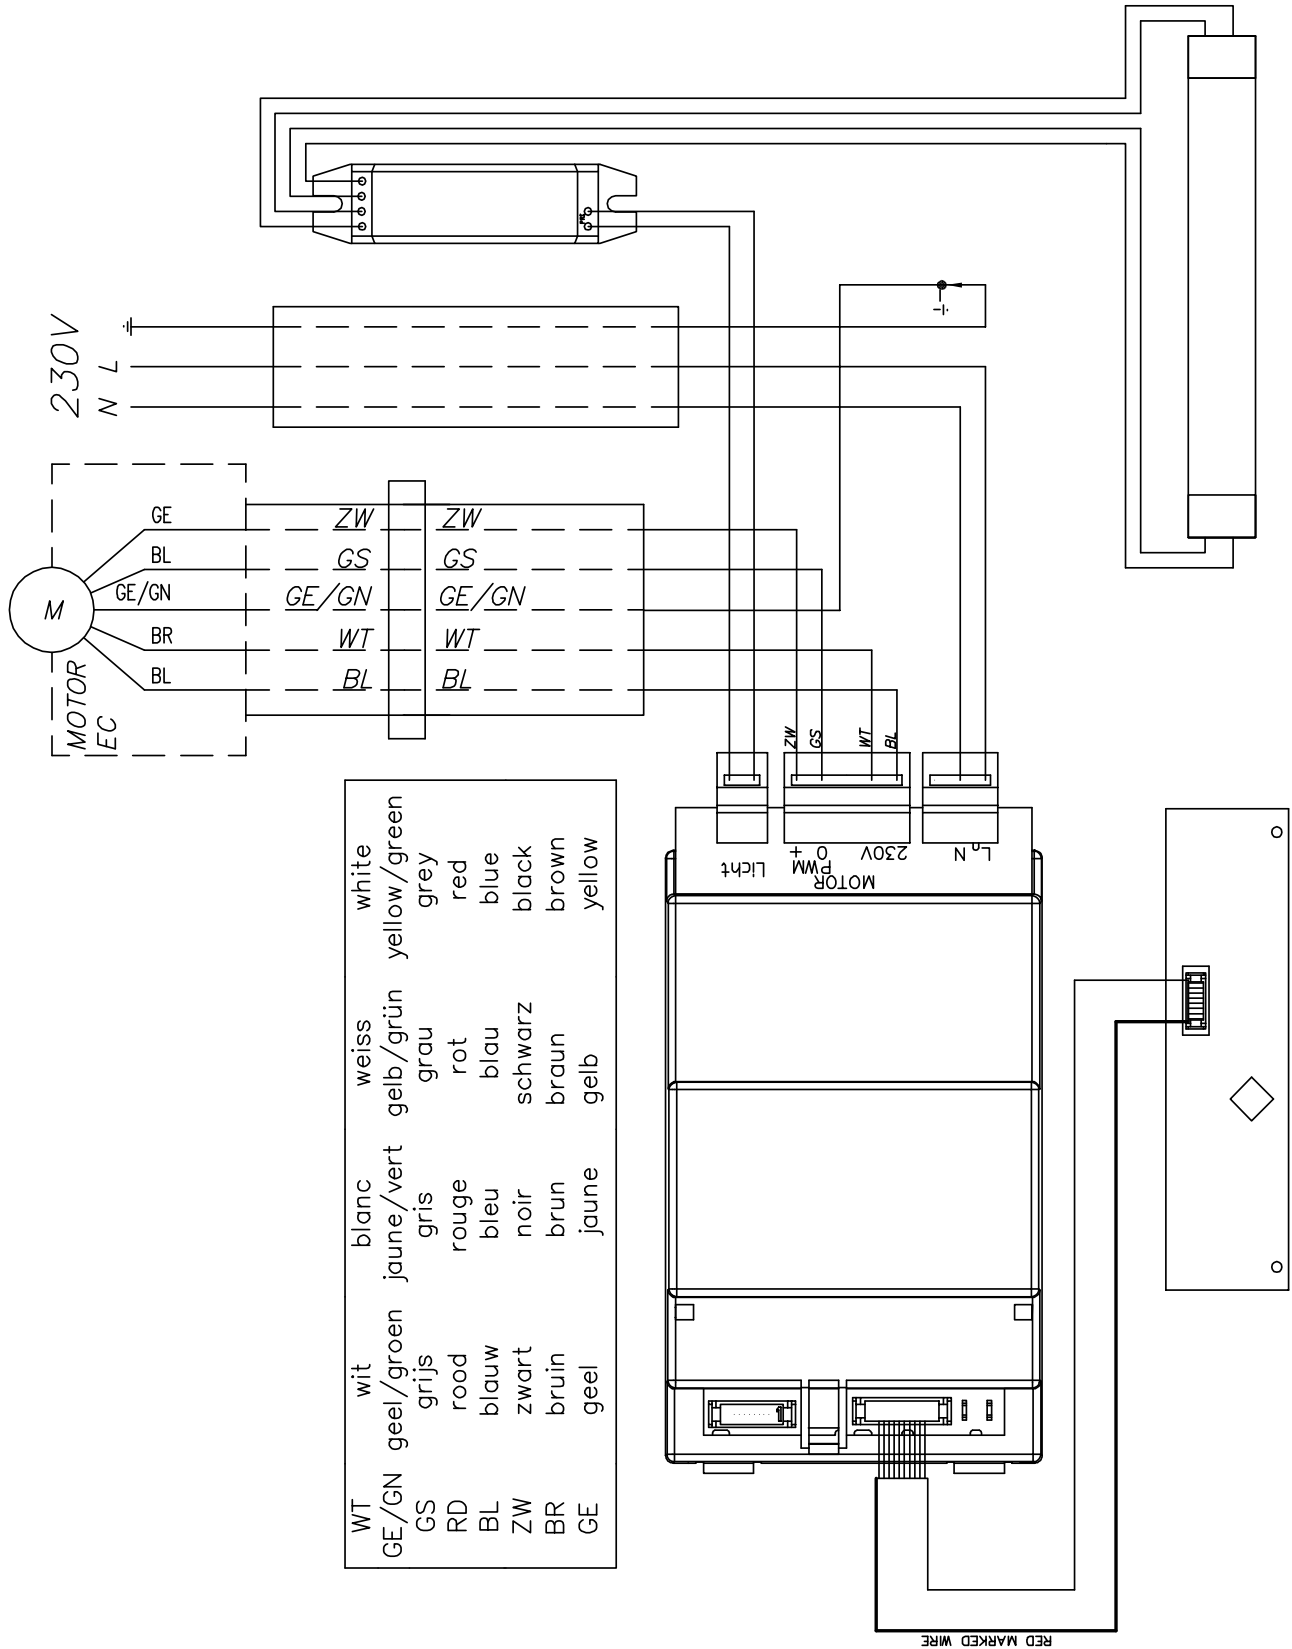 230V
N L
MOTOR
EC
M
GE
BL
GE/GN
BR
BL
ZW ZW
GS GS
GE/GN GE/GN
WT WT
BL BL
ZW
GS
WT
BL
Licht
PWM
+
0
MOTOR
230V
L N
WT wit blanc weiss white
GE/GN geel/groen jaune/vert gelb/grün yellow/green
GS grijs gris grau grey
RD rood rouge rot red
BL blauw bleu blau blue
ZW zwart noir schwarz black
BR bruin brun braun brown
GE geel jaune gelb yellow
1
RED MARKED WIRE